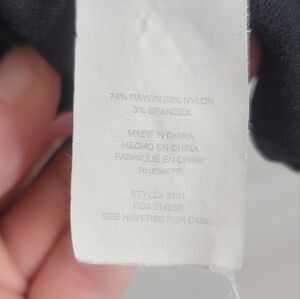 74% RAYON 23% NYLON
3% SPANDEX
MADE IN CHINA
HECHO EN CHINA
FABRIQUÉ EN CHINE
STYLE# 3101
SEE REVERSE FOR CARE